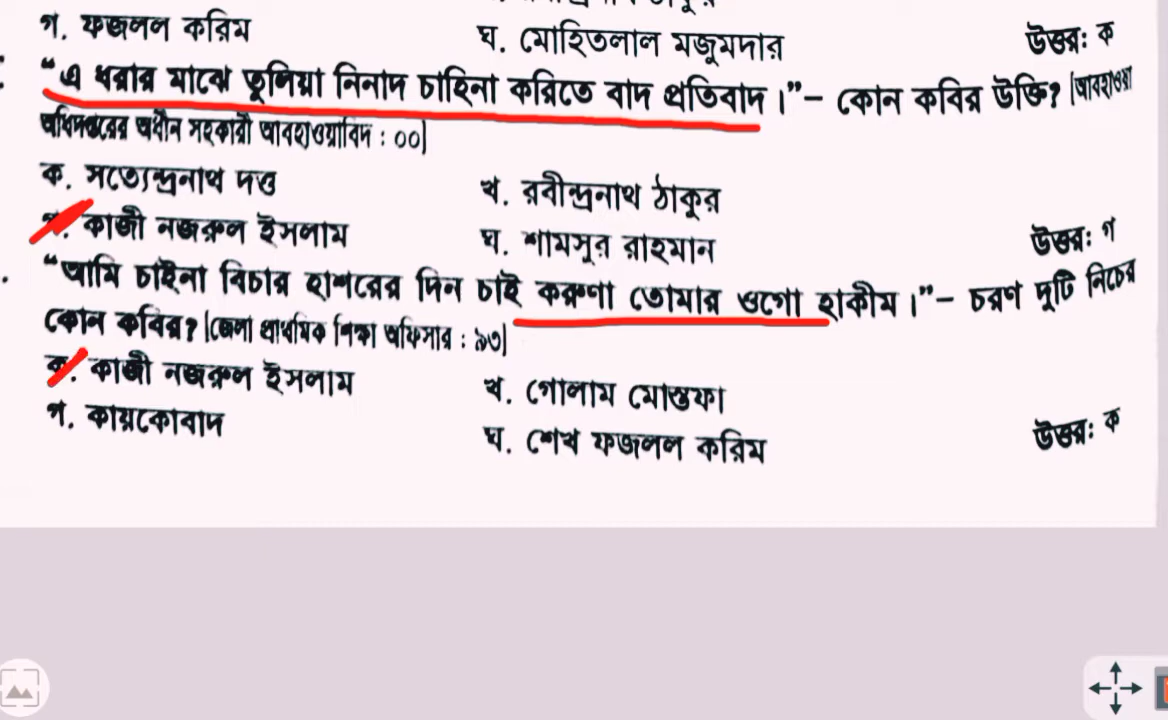 গ. ফজলল করিম ঘ. মোহিতলাল মজুমদার উত্তর: ক
“এ ধরার মাঝে তুলিয়া নিনাদ চাহিনা করিতে বাদ প্রতিবাদ।”– কোন কবির উক্তি? [আবহাওয়া
অধিদপ্তরের অধীন সহকারী আবহাওয়াবিদ : ০০]
ক. সত্যেন্দ্রনাথ দত্ত খ. রবীন্দ্রনাথ ঠাকুর
গ. কাজী নজরুল ইসলাম ঘ. শামসুর রাহমান উত্তর: গ
“আমি চাইনা বিচার হাশরের দিন চাই করুণা তোমার ওগো হাকীম।”– চরণ দুটি নিচের
কোন কবির? [জেলা প্রাথমিক শিক্ষা অফিসার : ৯৩]
ক. কাজী নজরুল ইসলাম খ. গোলাম মোস্তফা
গ. কায়কোবাদ ঘ. শেখ ফজলল করিম উত্তর: ক